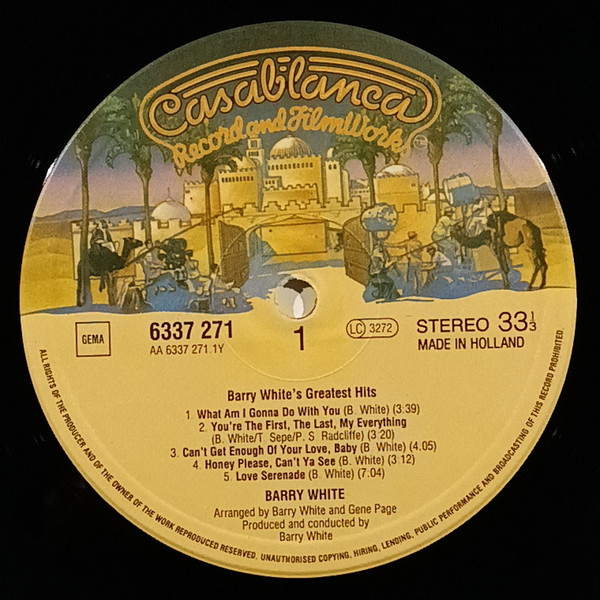 Casablanca
Record and FilmWorks
GEMA
6337 271
AA 6337 271.1Y
1
LC 3272
STEREO 33 1/3
MADE IN HOLLAND
Barry White's Greatest Hits
1. What Am I Gonna Do With You (B. White) (3:39)
2. You're The First, The Last, My Everything
(B. White/T. Sepe/P. S. Radcliffe) (3:20)
3. Can't Get Enough Of Your Love, Baby (B. White) (4.05)
4. Honey Please, Can't Ya See (B. White) (3:12)
5. Love Serenade (B. White) (7:04)
BARRY WHITE
Arranged by Barry White and Gene Page
Produced and conducted by
Barry White
ALL RIGHTS OF THE PRODUCER AND OF THE OWNER OF THE WORK REPRODUCED RESERVED. UNAUTHORISED COPYING, HIRING, LENDING, PUBLIC PERFORMANCE AND BROADCASTING OF THIS RECORD PROHIBITED.